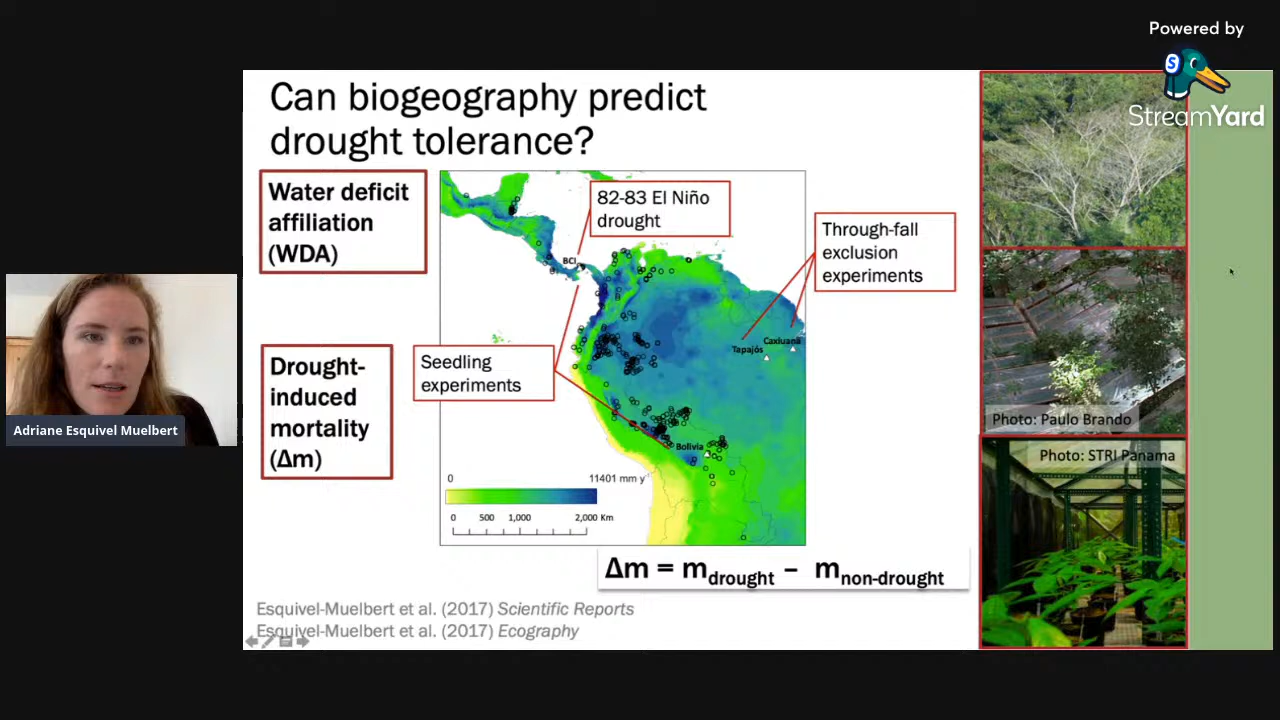 Powered by
S
StreamYard
Can biogeography predict
drought tolerance?
Water deficit
affiliation
(WDA)
82-83 El Niño
drought
Through-fall
exclusion
experiments
BCI
Tapajós
Caxiuanã
Seedling
experiments
Drought-
induced
mortality
(Δm)
Bolivia
0
11401 mm y
0 500 1,000 2,000 Km
Δm = mdrought – mnon-drought
Photo: Paulo Brando
Photo: STRI Panama
Adriane Esquivel Muelbert
Esquivel-Muelbert et al. (2017) Scientific Reports
Esquivel-Muelbert et al. (2017) Ecography